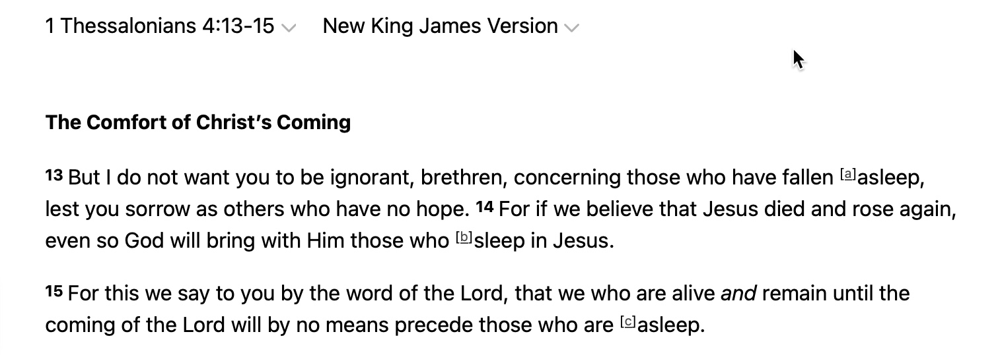 1 Thessalonians 4:13-15 New King James Version
The Comfort of Christ’s Coming
13 But I do not want you to be ignorant, brethren, concerning those who have fallen [a]asleep,
lest you sorrow as others who have no hope. 14 For if we believe that Jesus died and rose again,
even so God will bring with Him those who [b]sleep in Jesus.
15 For this we say to you by the word of the Lord, that we who are alive and remain until the
coming of the Lord will by no means precede those who are [c]asleep.